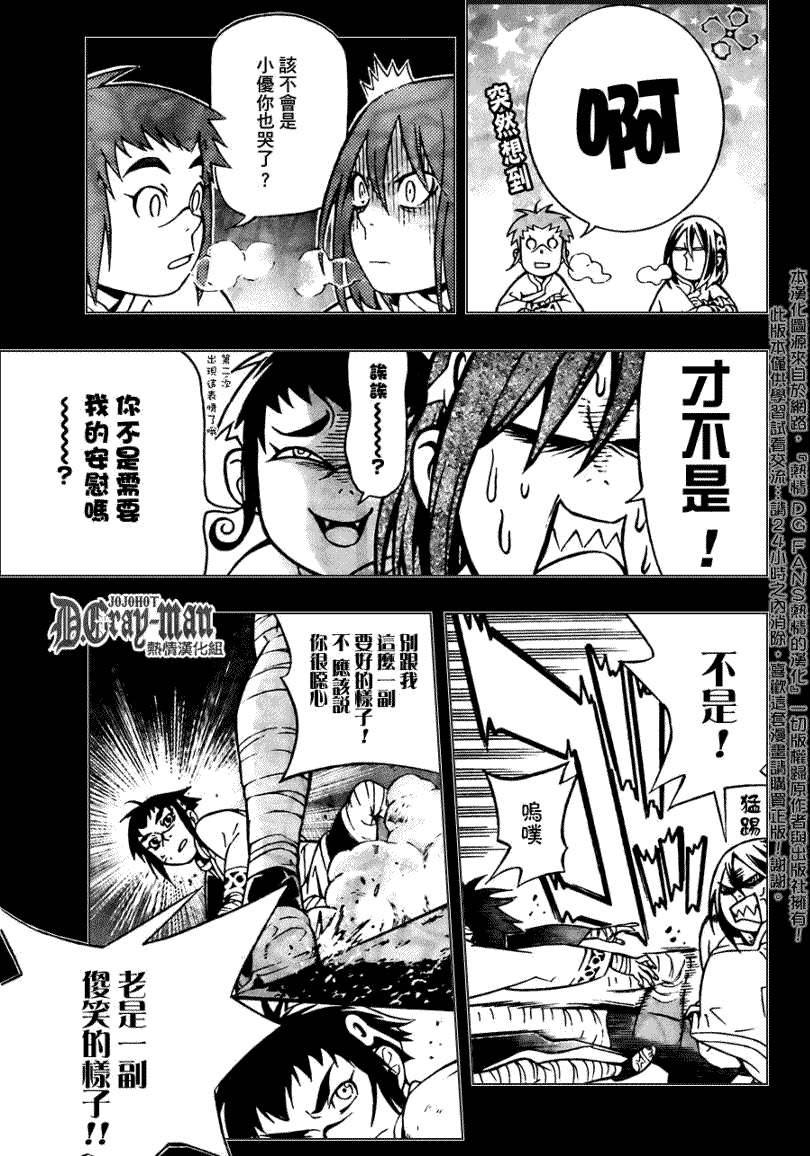 啊
突然想到
該不會是
小優你也哭了？
才不是！
誒誒
～～～～？
第二次
出現這表情了哦
你不是需要
我的安慰嗎
～～～～？
不是！
猛踢
嗚噗
別跟我
這麼一副
要好的樣子！
不應該說
你很噁心
老是一副
傻笑的樣子！！
JOJOHOT
D.Gray-man
熱情漢化組
本漢化圖源來自於網路。『熱情DG FANS熱情的漢化』一切版權歸原作者與出版社擁有！
此版本僅供學習試看交流…請24小時之內消除。喜歡這套漫畫請購買正版！謝謝。